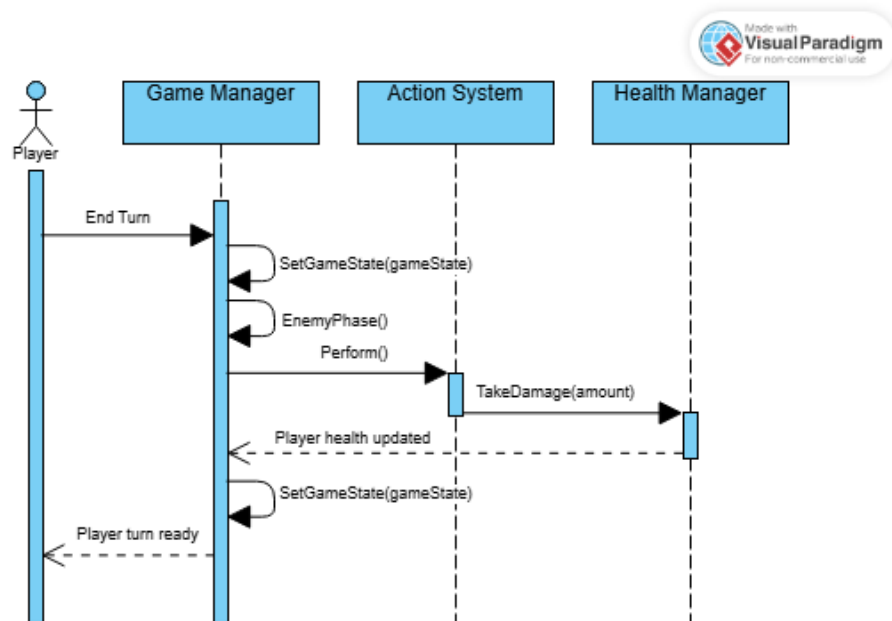 Made with
Visual Paradigm
For non-commercial use
Game Manager
Action System
Health Manager
Player
End Turn
SetGameState(gameState)
EnemyPhase()
Perform()
TakeDamage(amount)
Player health updated
SetGameState(gameState)
Player turn ready